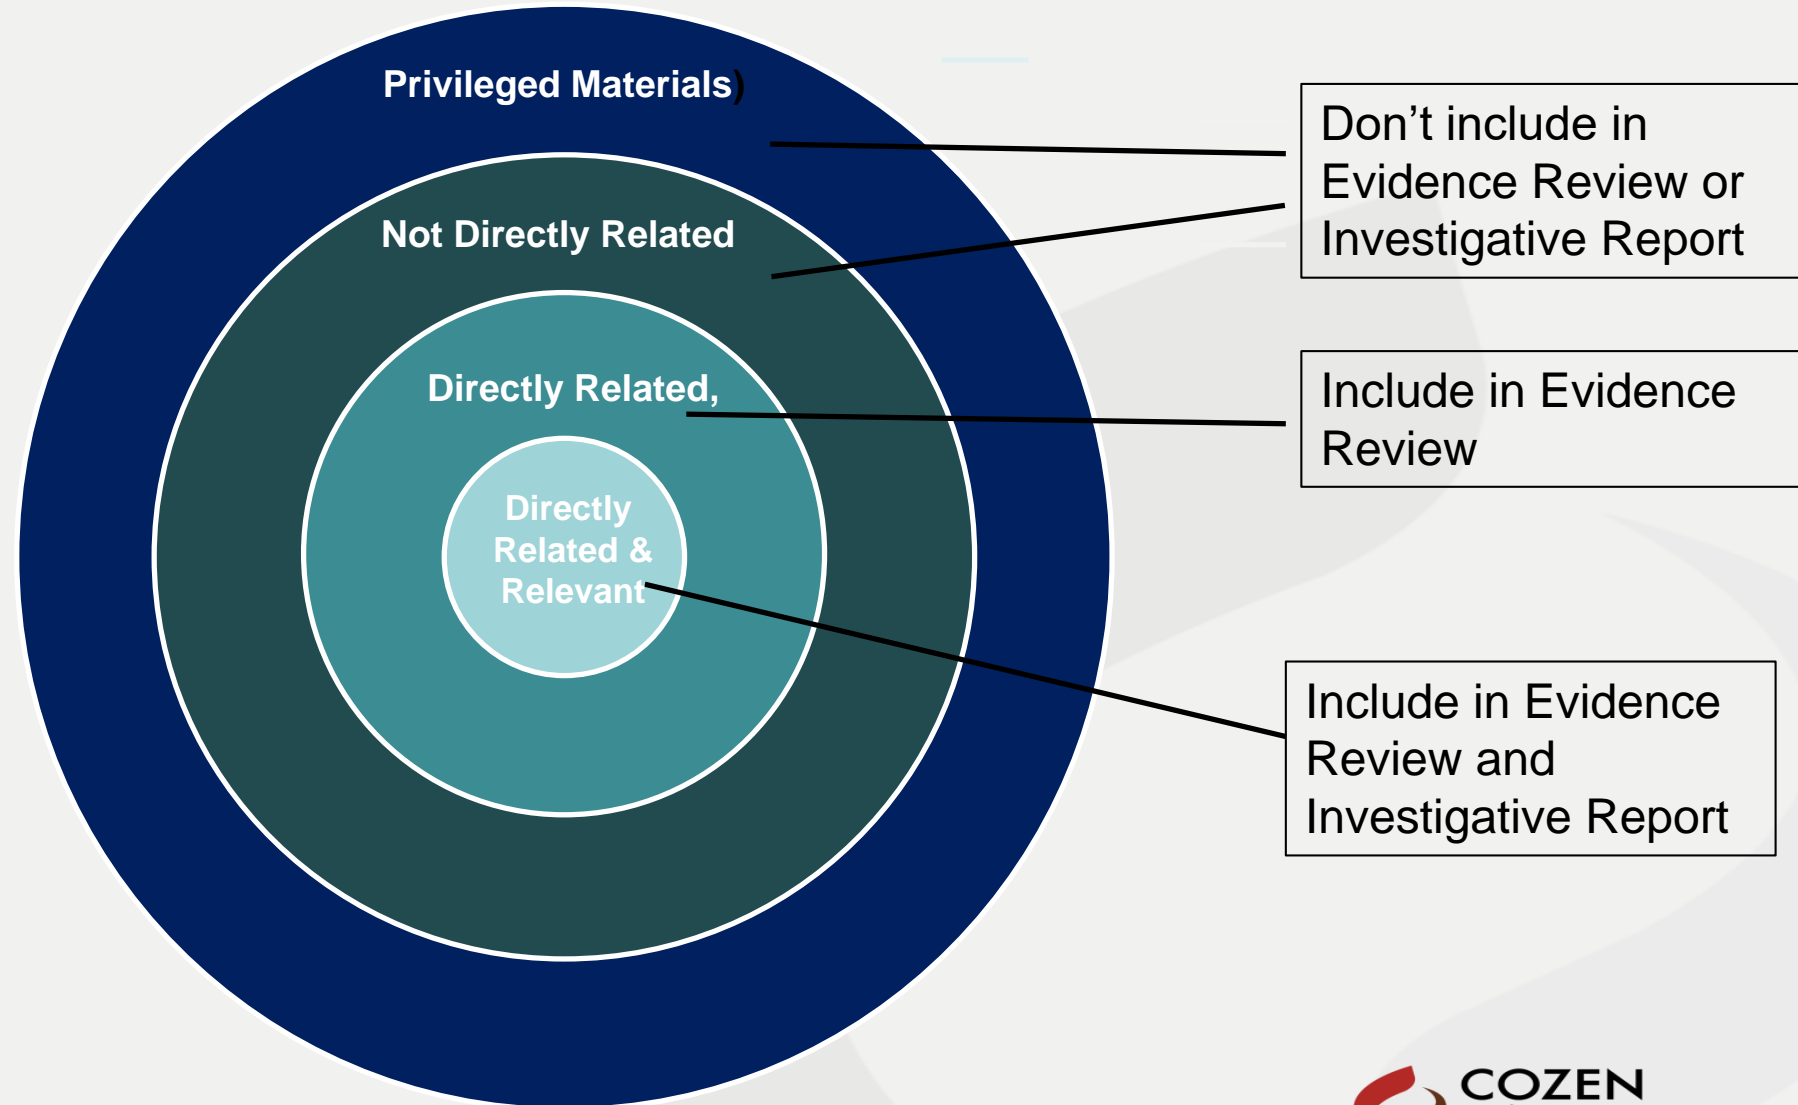 Privileged Materials)
Not Directly Related
Directly Related,
Directly
Related &
Relevant
Don’t include in
Evidence Review or
Investigative Report
Include in Evidence
Review
Include in Evidence
Review and
Investigative Report
COZEN